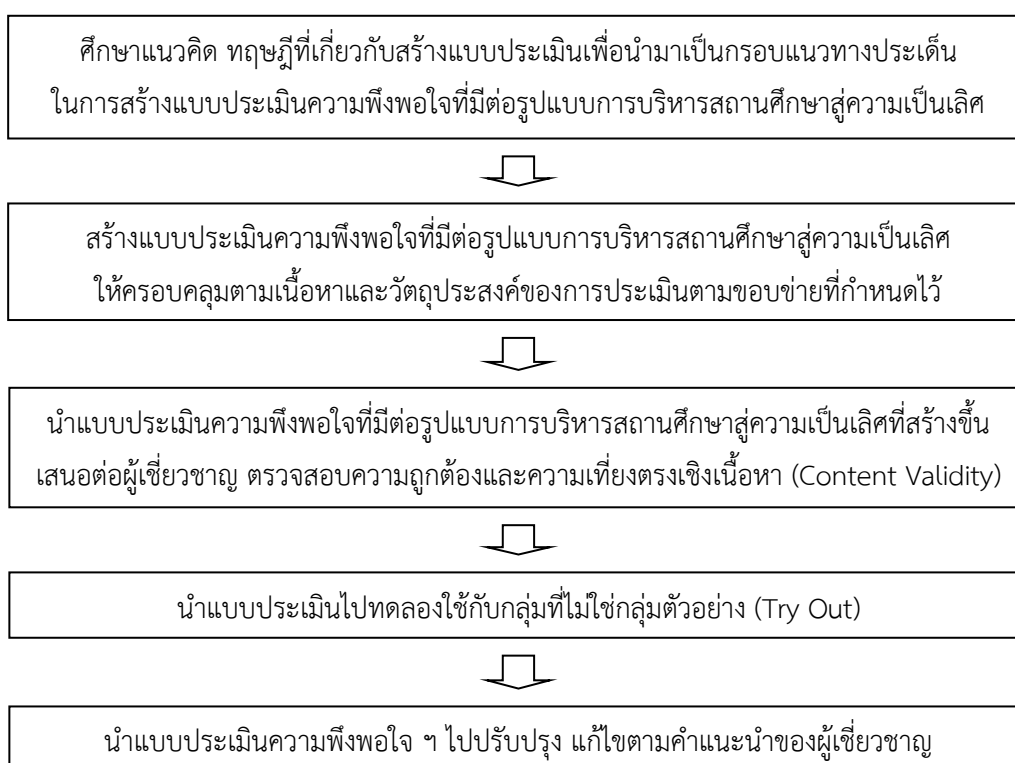 ศึกษาแนวคิด ทฤษฎีที่เกี่ยวกับสร้างแบบประเมินเพื่อนำมาเป็นกรอบแนวทางประเด็น
ในการสร้างแบบประเมินความพึงพอใจที่มีต่อรูปแบบการบริหารสถานศึกษาสู่ความเป็นเลิศ
สร้างแบบประเมินความพึงพอใจที่มีต่อรูปแบบการบริหารสถานศึกษาสู่ความเป็นเลิศ
ให้ครอบคลุมตามเนื้อหาและวัตถุประสงค์ของการประเมินตามขอบข่ายที่กำหนดไว้
นำแบบประเมินความพึงพอใจที่มีต่อรูปแบบการบริหารสถานศึกษาสู่ความเป็นเลิศที่สร้างขึ้น
เสนอต่อผู้เชี่ยวชาญ ตรวจสอบความถูกต้องและความเที่ยงตรงเชิงเนื้อหา (Content Validity)
นำแบบประเมินไปทดลองใช้กับกลุ่มที่ไม่ใช่กลุ่มตัวอย่าง (Try Out)
นำแบบประเมินความพึงพอใจ ฯ ไปปรับปรุง แก้ไขตามคำแนะนำของผู้เชี่ยวชาญ